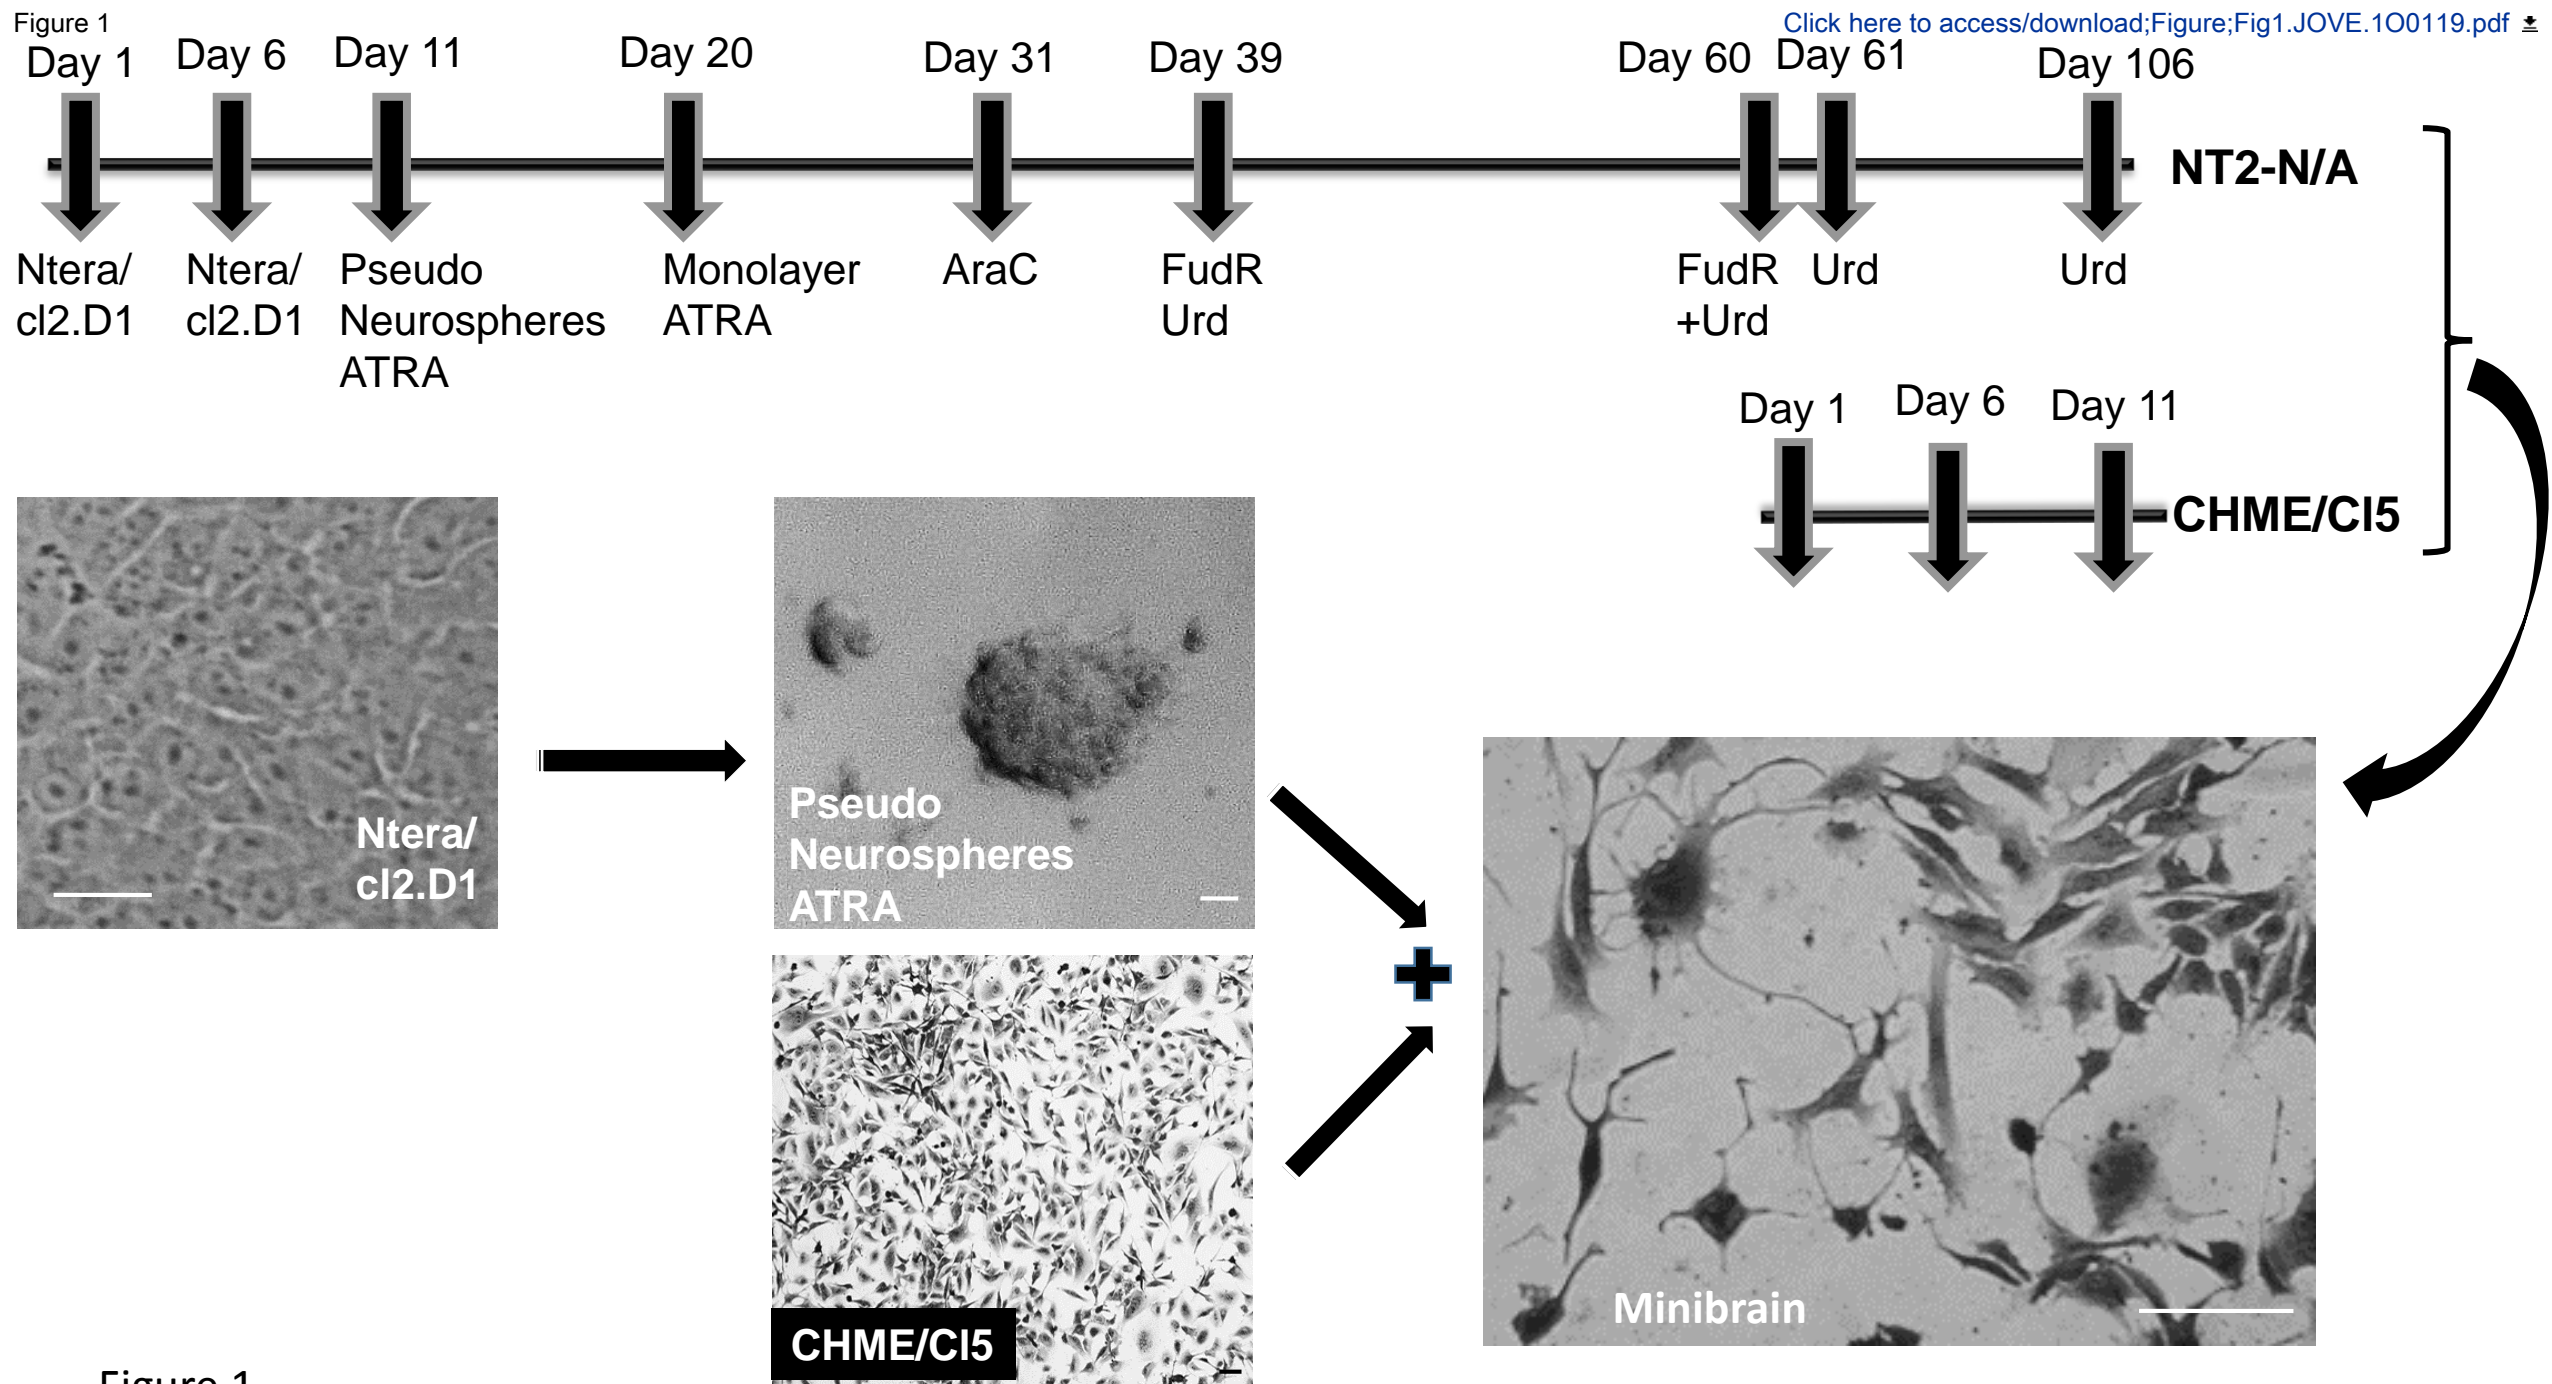 Figure 1
Click here to access/download;Figure;Fig1.JOVE.1O0119.pdf
Day 1
Day 6
Day 11
Day 20
Day 31
Day 39
Day 60
Day 61
Day 106
NT2-N/A
Ntera/
cl2.D1
Ntera/
cl2.D1
Pseudo
Neurospheres
ATRA
Monolayer
ATRA
AraC
FudR
Urd
FudR
+Urd
Urd
Urd
Day 1
Day 6
Day 11
CHME/Cl5
Ntera/
cl2.D1
Pseudo
Neurospheres
ATRA
CHME/Cl5
Minibrain
Figure 1